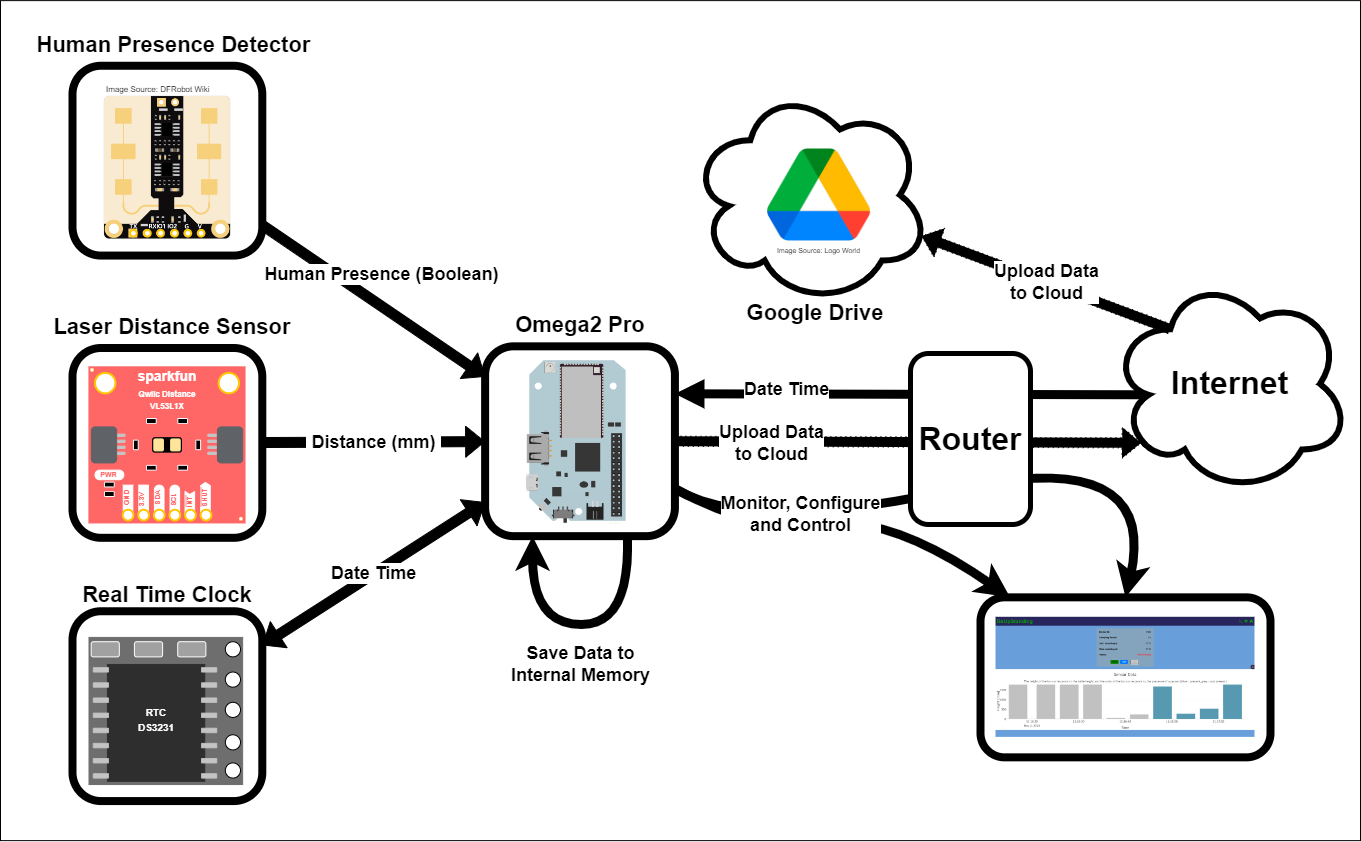 Human Presence Detector
Image Source: DFRobot Wiki
TX
RX
IO1
IO2
G
V
Human Presence (Boolean)
Laser Distance Sensor
sparkfun
Qwiic Distance
VL53L1X
PWR
GND
3.3V
SDA
SCL
INT
SHUT
Distance (mm)
Real Time Clock
RTC
DS3231
Date Time
Omega2 Pro
Save Data to
Internal Memory
Image Source: Logo World
Google Drive
Upload Data
to Cloud
Internet
Date Time
Upload Data
to Cloud
Monitor, Configure
and Control
Router
Sensor Data
Time